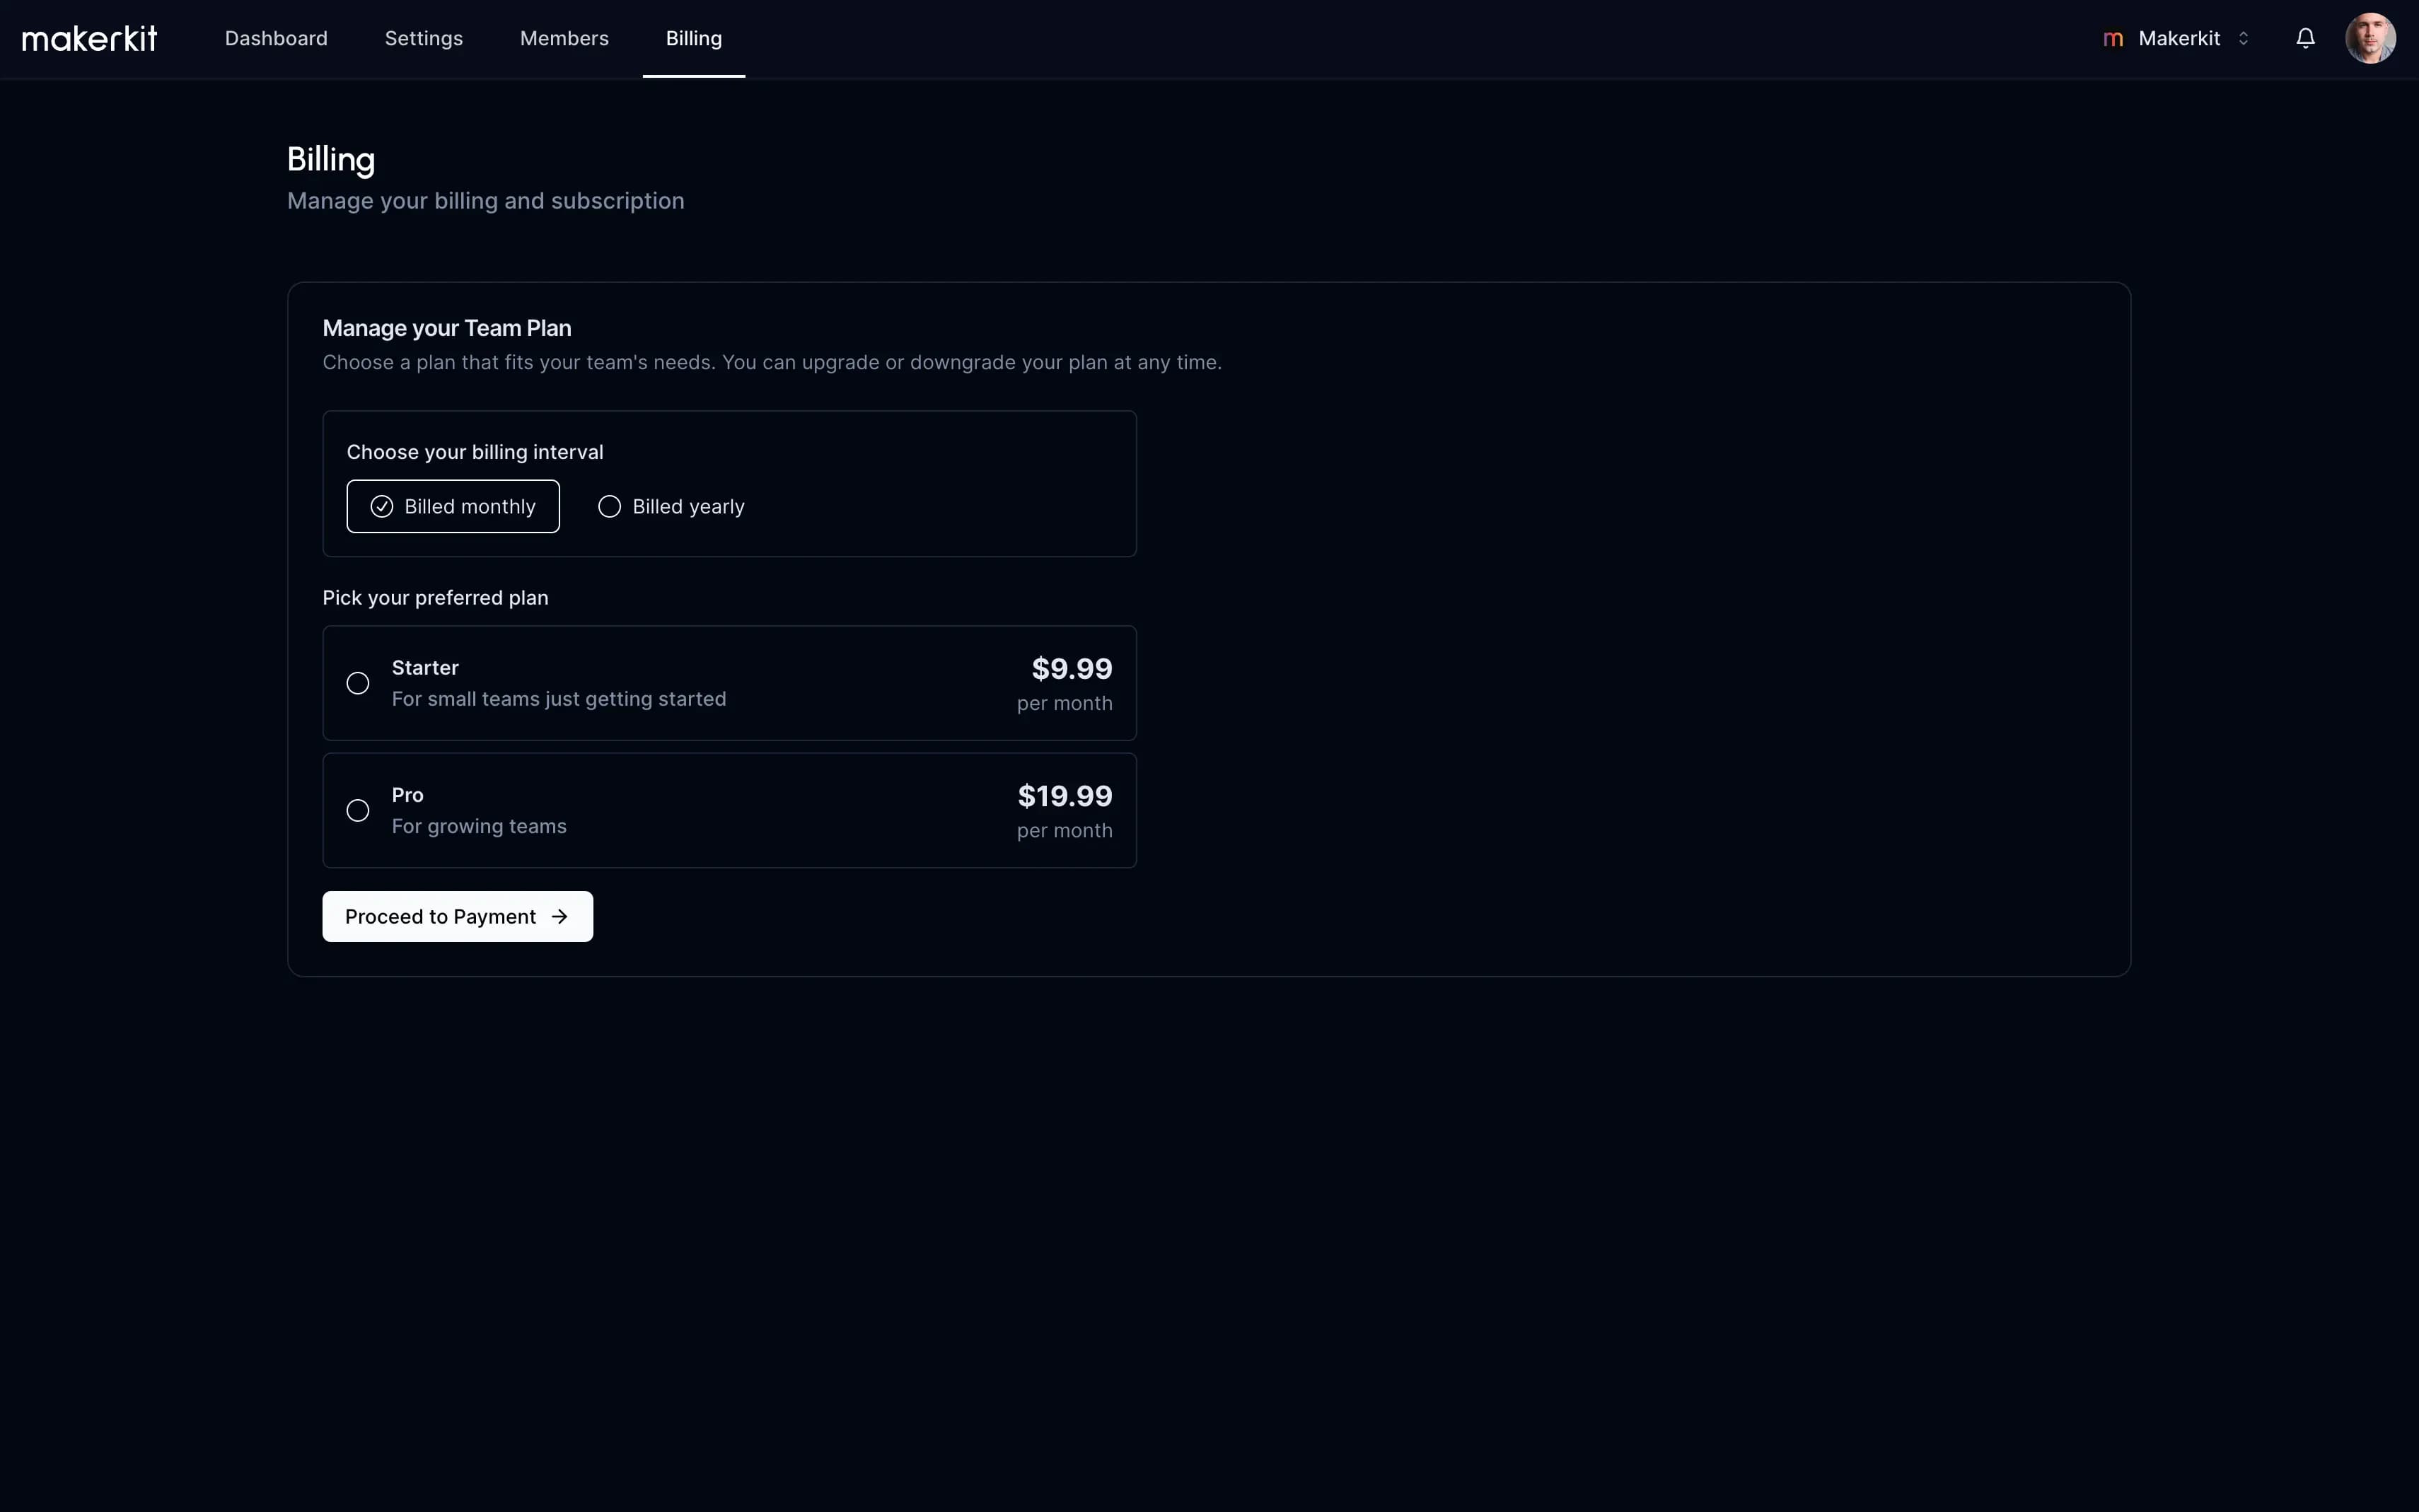 makerkit
Dashboard
Settings
Members
Billing
m
Makerkit
Billing
Manage your billing and subscription
Manage your Team Plan
Choose a plan that fits your team's needs. You can upgrade or downgrade your plan at any time.
Choose your billing interval
Billed monthly
Billed yearly
Pick your preferred plan
Starter
For small teams just getting started
$9.99
per month
Pro
For growing teams
$19.99
per month
Proceed to Payment